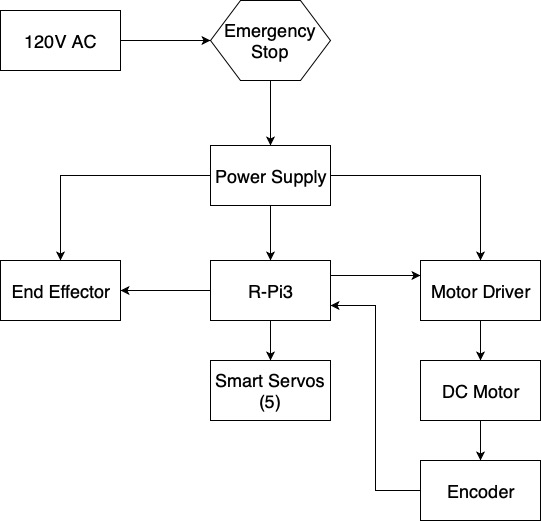 120V AC
Emergency
Stop
Power Supply
End Effector
R-Pi3
Motor Driver
Smart Servos
(5)
DC Motor
Encoder